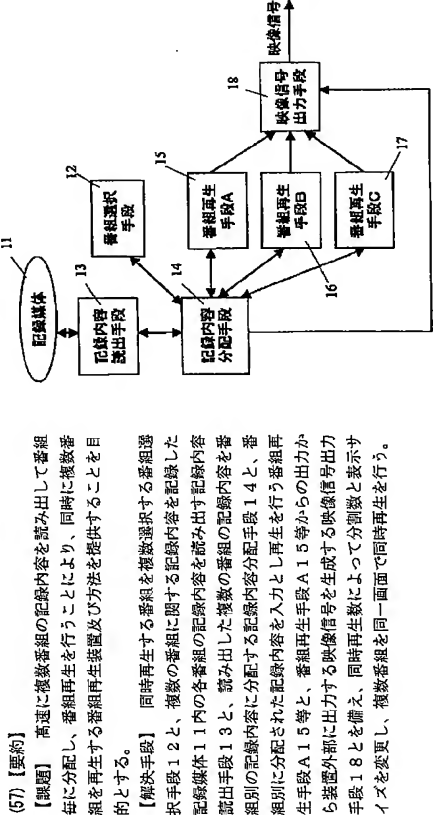 (57)【要約】
【課題】 高速に複数番組の記録内容を読み出して番組
毎に分配し、番組再生を行うことにより、同時に複数番
組を再生する番組再生装置及び方法を提供することを目
的とする。
【解決手段】 同時再生する番組を複数選択する番組選
択手段12と、複数の番組に関する記録内容を記録した
記録媒体11内の各番組の記録内容を読み出す記録内容
読出手段13と、読み出した複数の番組の記録内容を番
組別の記録内容に分配する記録内容分配手段14と、番
組別に分配された記録内容を入力とし再生を行う番組再
生手段A15等と、番組再生手段A15等からの出力か
ら装置外部に出力する映像信号を生成する映像信号出力
手段18とを備え、同時再生数によって分割数と表示サ
イズを変更し、複数番組を同一画面で同時再生を行う。
11
記録媒体
13
記録内容
読出手段
12
番組選択
手段
14
記録内容
分配手段
15
番組再生
手段A
16
番組再生
手段B
17
番組再生
手段C
18
映像信号
出力手段
映像信号